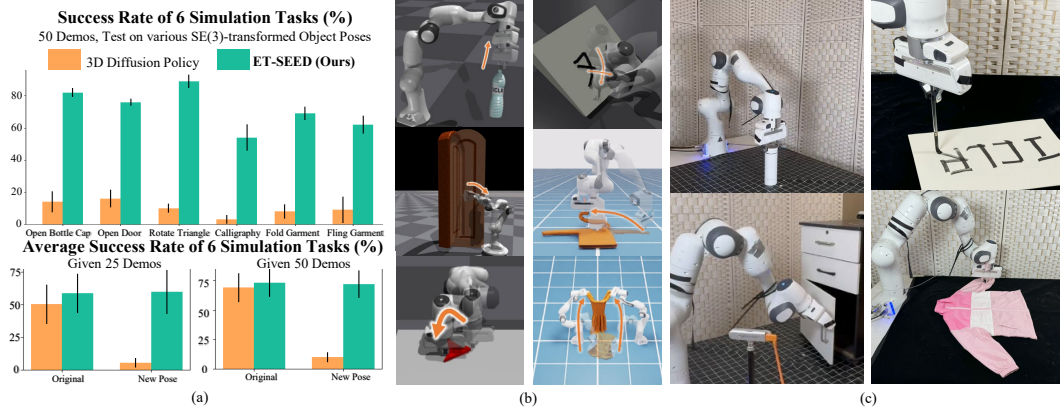 Success Rate of 6 Simulation Tasks (%)
50 Demos, Test on various SE(3)-transformed Object Poses
3D Diffusion Policy
ET-SEED (Ours)
80
60
40
20
0
Open Bottle Cap
Open Door
Rotate Triangle
Calligraphy
Fold Garment
Fling Garment
Average Success Rate of 6 Simulation Tasks (%)
Given 25 Demos
Given 50 Demos
75
50
25
0
Original
New Pose
75
50
25
0
Original
New Pose
ICLR
(a)
(b)
(c)